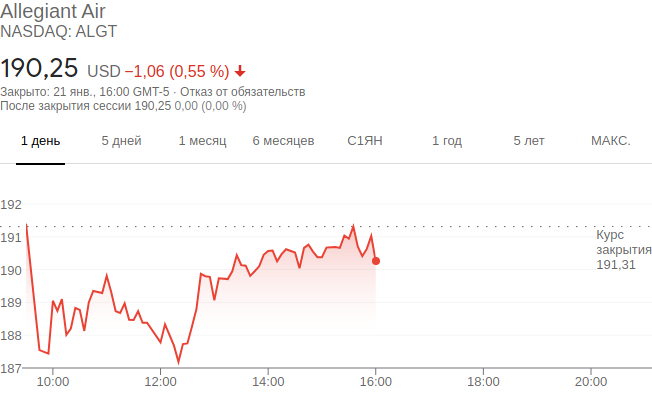 Allegiant Air
NASDAQ: ALGT
190,25 USD −1,06 (0,55 %)
Закрыто: 21 янв., 16:00 GMT-5 · Отказ от обязательств
После закрытия сессии 190,25 0,00 (0,00 %)
1 день 5 дней 1 месяц 6 месяцев С1ЯН 1 год 5 лет МАКС.
192
191
190
189
188
187
Курс
закрытия
191,31
10:00 12:00 14:00 16:00 18:00 20:00